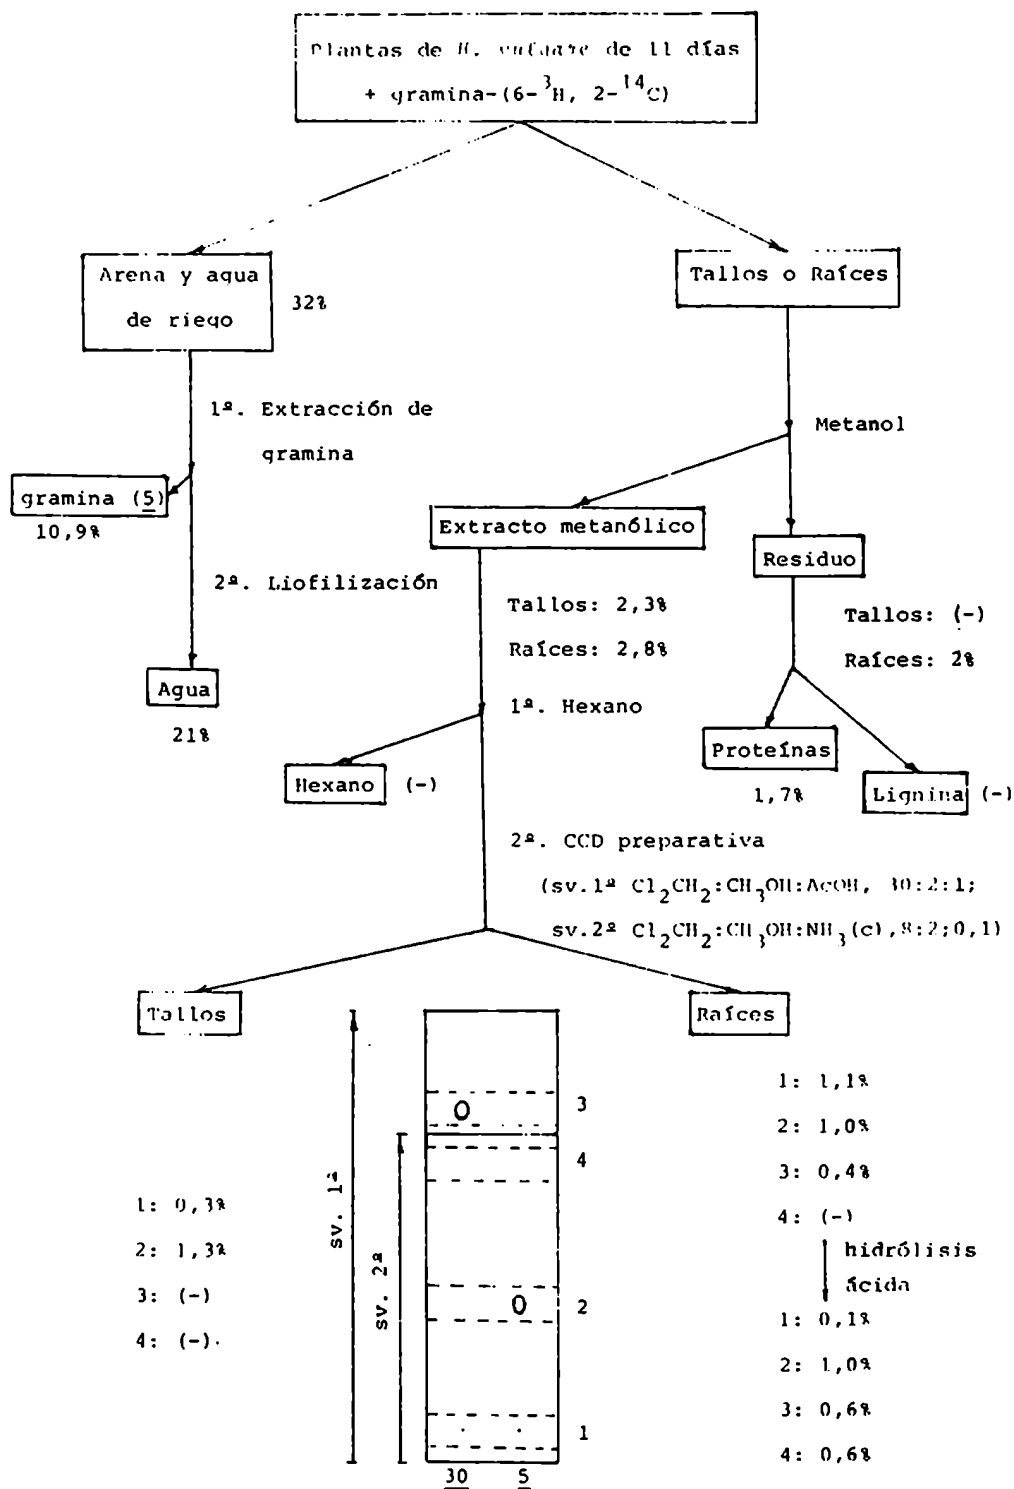 Plantas de H. vulgare de 11 días
+ gramina-(6-³H, 2-¹⁴C)
Arena y agua
de riego
32%
Tallos o Raíces
1ª. Extracción de
gramina
Metanol
gramina (5)
10,9%
Extracto metanólico
Residuo
2ª. Liofilización
Tallos: 2,3%
Raíces: 2,8%
Tallos: (-)
Raíces: 2%
Agua
21%
1ª. Hexano
Hexano (-)
Proteínas
1,7%
Lignina (-)
2ª. CCD preparativa
(sv.1ª Cl₂CH₂:CH₃OH:AcOH, 30:2:1;
sv.2ª Cl₂CH₂:CH₃OH:NH₃(c),8:2;0,1)
Tallos
Raíces
1: 0,3%
2: 1,3%
3: (-)
4: (-).
sv. 1ª
sv. 2ª
3
4
2
1
30 5
1: 1,1%
2: 1,0%
3: 0,4%
4: (-)
hidrólisis
ácida
1: 0,1%
2: 1,0%
3: 0,6%
4: 0,6%